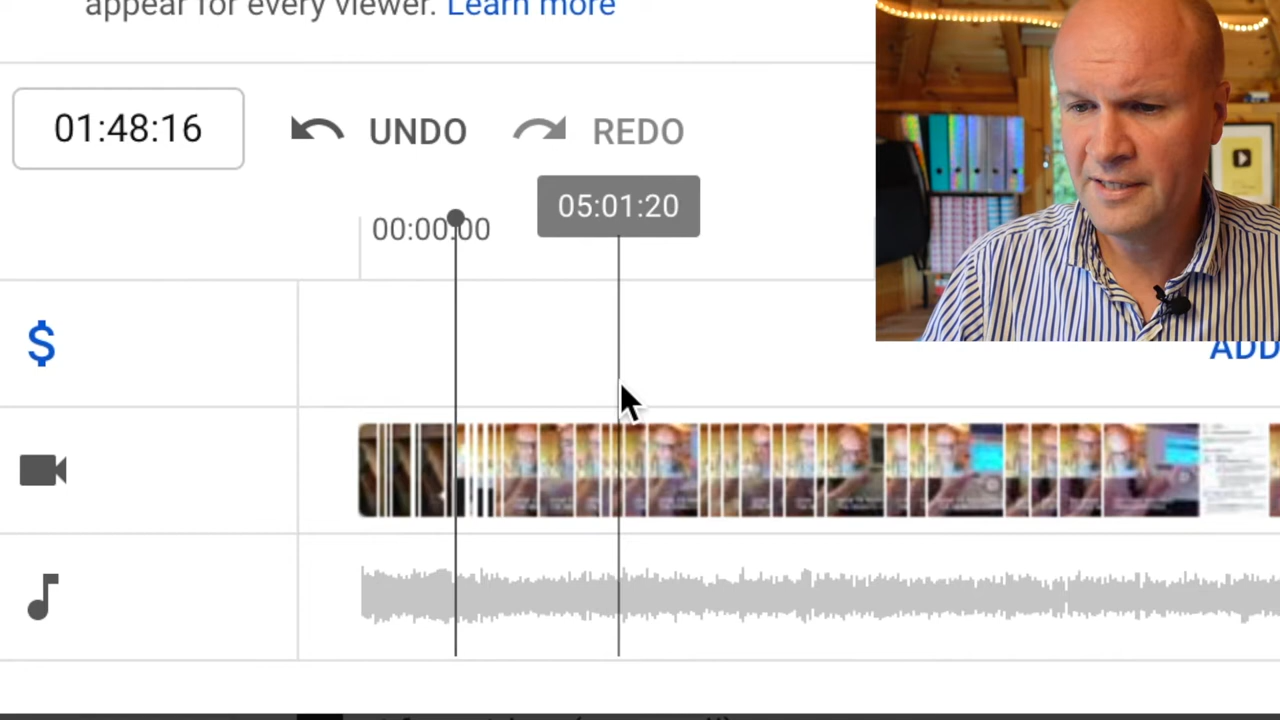 appear for every viewer. Learn more
01:48:16 UNDO REDO
05:01:20
00:00:00
$
ADD